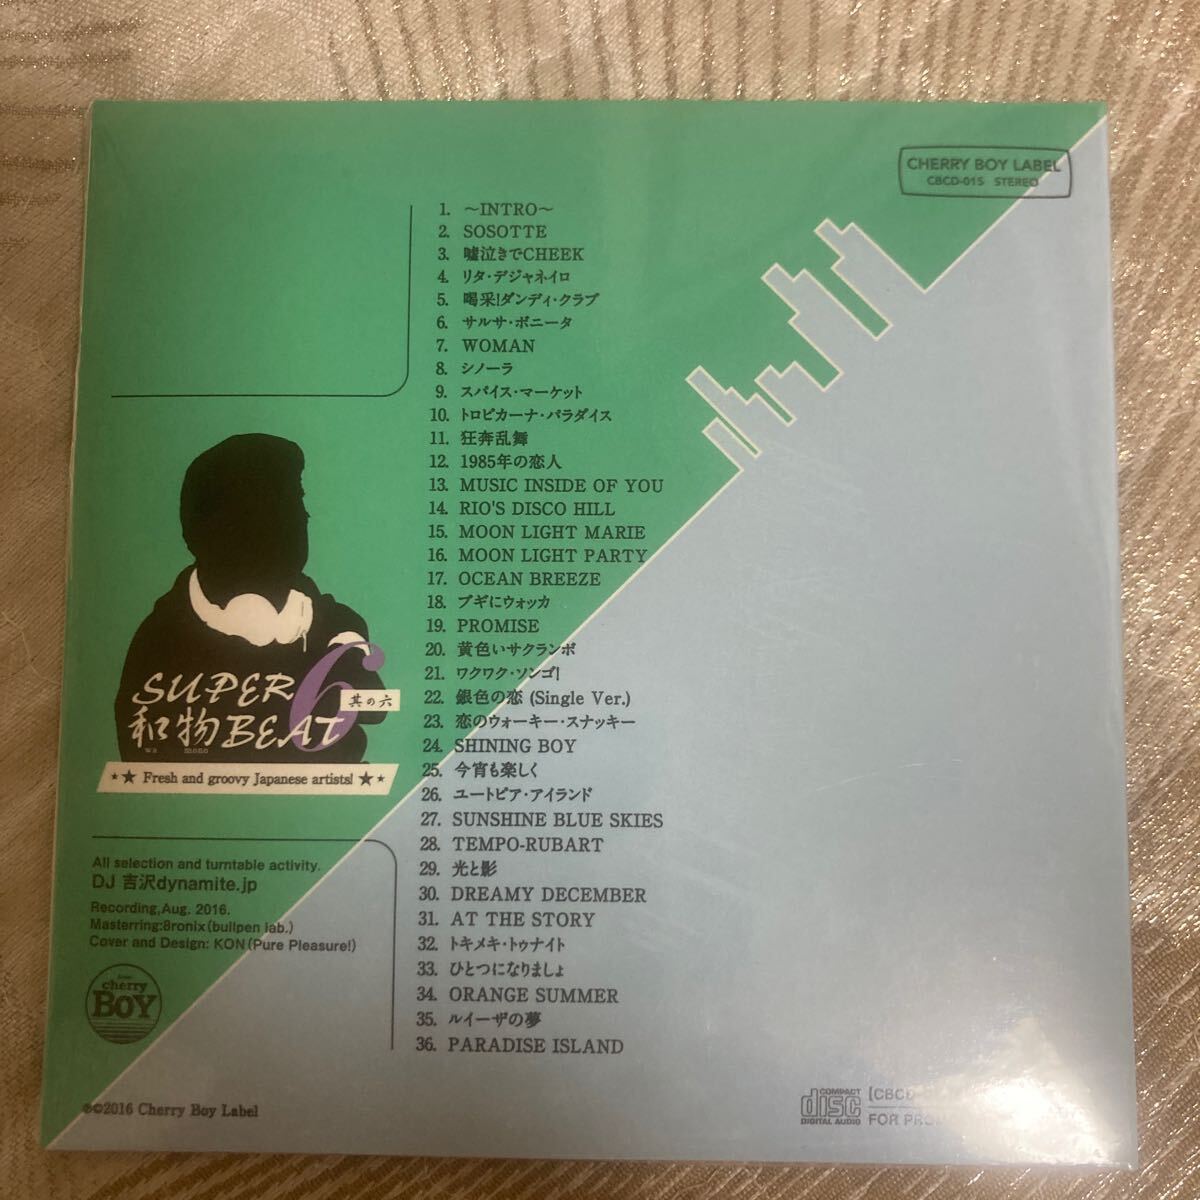 CHERRY BOY LABEL
CBCD-015 STEREO
1. ～INTRO～
2. SOSOTTE
3. 嘘泣きでCHEEK
4. リタ・デジャネイロ
5. 喝采!ダンディ・クラブ
6. サルサ・ボニータ
7. WOMAN
8. シノーラ
9. スパイス・マーケット
10. トロピカーナ・パラダイス
11. 狂奔乱舞
12. 1985年の恋人
13. MUSIC INSIDE OF YOU
14. RIO'S DISCO HILL
15. MOON LIGHT MARIE
16. MOON LIGHT PARTY
17. OCEAN BREEZE
18. ブギにウォッカ
19. PROMISE
20. 黄色いサクランボ
21. ワクワク・ソンゴ!
22. 銀色の恋 (Single Ver.)
23. 恋のウォーキー・スナッキー
24. SHINING BOY
25. 今宵も楽しく
26. ユートピア・アイランド
27. SUNSHINE BLUE SKIES
28. TEMPO-RUBART
29. 光と影
30. DREAMY DECEMBER
31. AT THE STORY
32. トキメキ・トゥナイト
33. ひとつになりましょ
34. ORANGE SUMMER
35. ルイーザの夢
36. PARADISE ISLAND
SUPER 6
和物BEAT 其の六
wa mono
★★ Fresh and groovy Japanese artists! ★★
All selection and turntable activity.
DJ 吉沢dynamite.jp
Recording,Aug. 2016.
Masterring:8ronix(bullpen lab.)
Cover and Design: KON(Pure Pleasure!)
cherry
BOY
℗©2016 Cherry Boy Label
COMPACT
disc
DIGITAL AUDIO
[CBCD
FOR